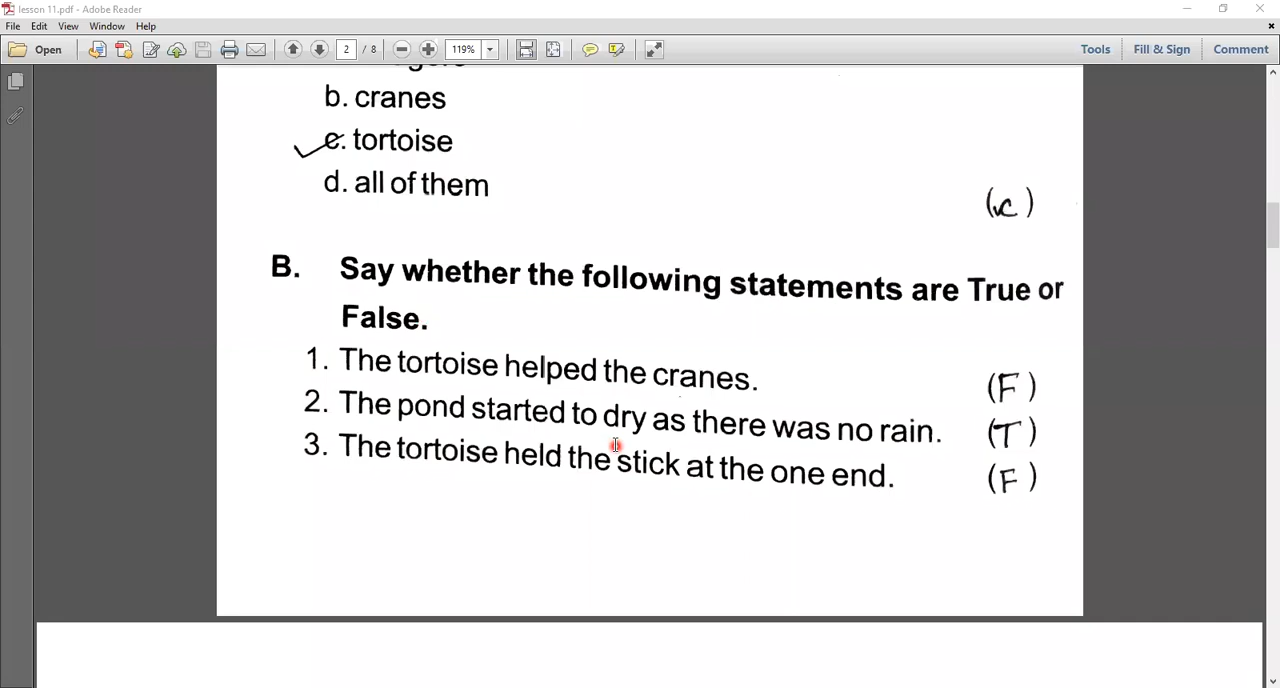 lesson 11.pdf - Adobe Reader
File Edit View Window Help
Open 2 / 8 119% Tools Fill & Sign Comment
b. cranes
c. tortoise
d. all of them
(c)
B. Say whether the following statements are True or
False.
1. The tortoise helped the cranes. (F)
2. The pond started to dry as there was no rain. (T)
3. The tortoise held the stick at the one end. (F)